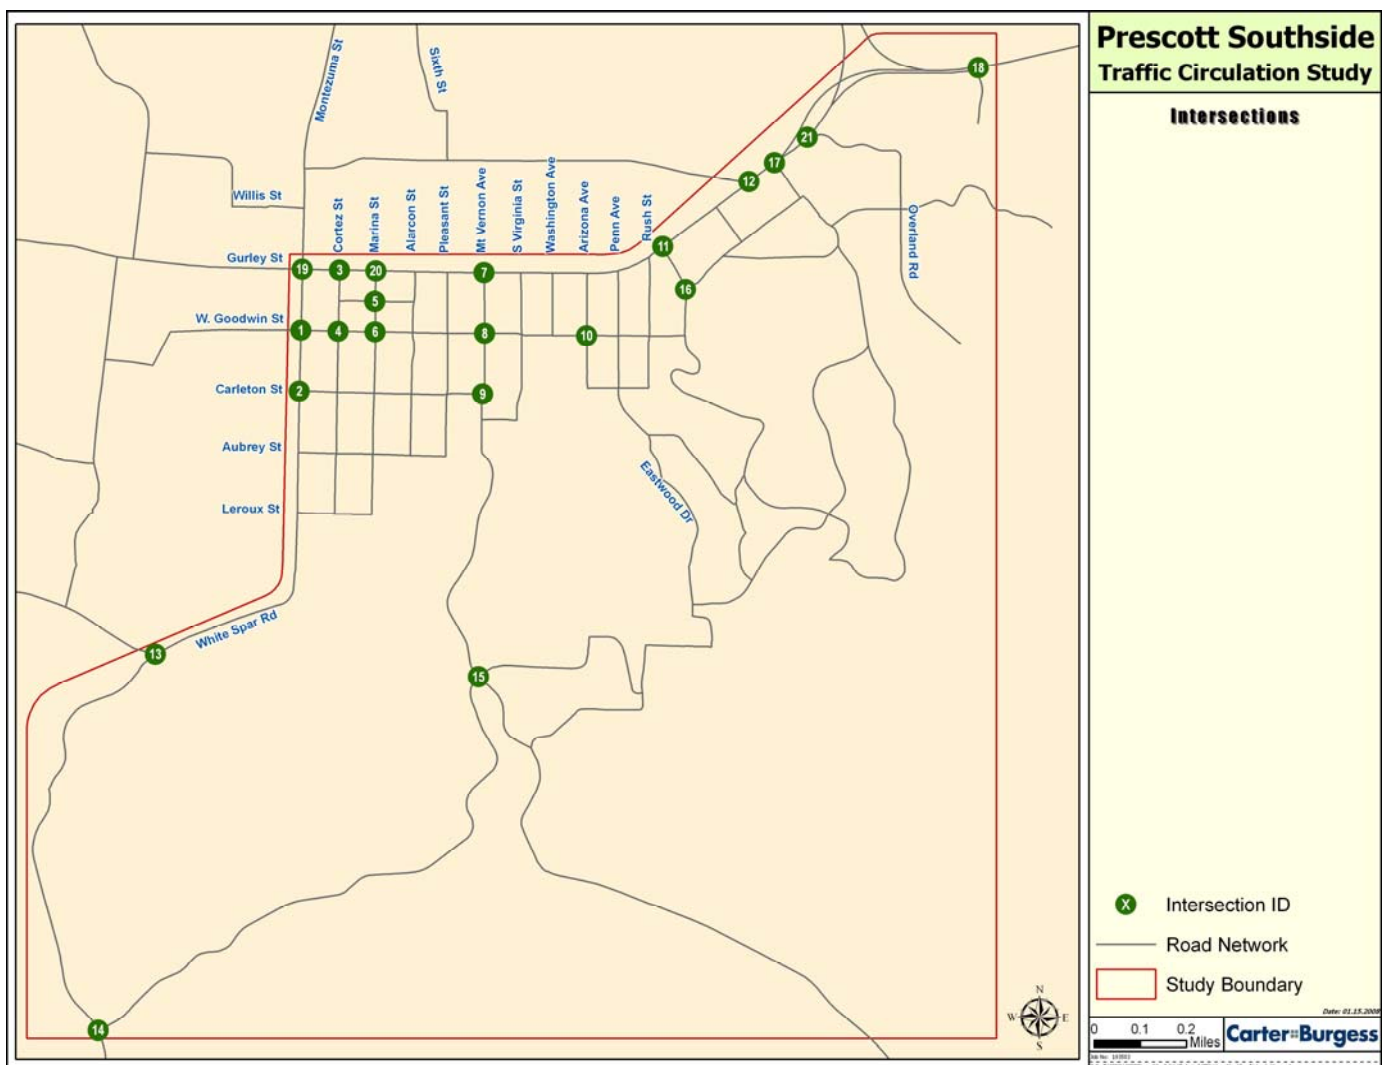 Prescott Southside
Traffic Circulation Study
Intersections
Montezuma St
Sixth St
18
21
17
12
Willis St
Cortez St
Marina St
Alarcon St
Pleasant St
Mt Vernon Ave
S Virginia St
Washington Ave
Arizona Ave
Penn Ave
Rush St
Overland Rd
11
Gurley St
19
3
20
7
16
5
W. Goodwin St
1
4
6
8
10
Carleton St
2
9
Aubrey St
Eastwood Dr
Leroux St
White Spar Rd
13
15
14
N
W
E
S
X Intersection ID
Road Network
Study Boundary
Date: 01.15.2008
0 0.1 0.2
Miles
Carter Burgess